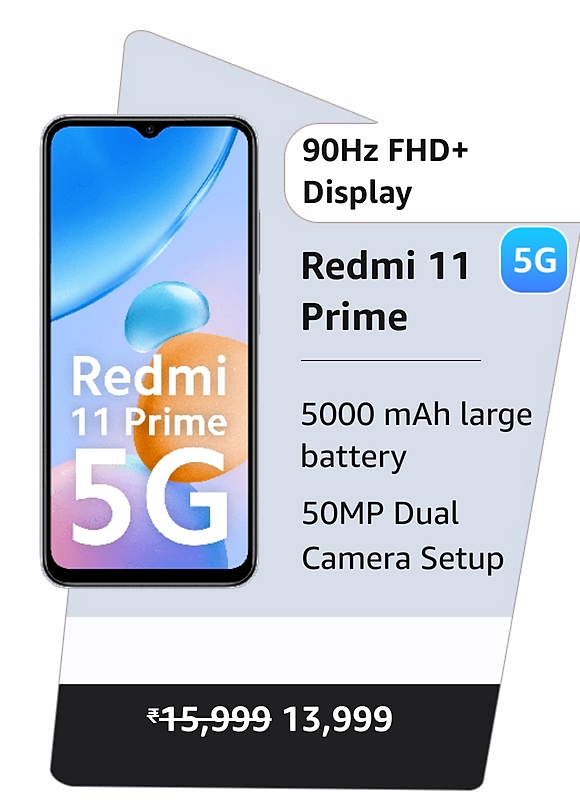 90Hz FHD+
Display
Redmi 11
Prime
5G
5000 mAh large
battery
50MP Dual
Camera Setup
Redmi
11 Prime
5G
₹15,999 13,999